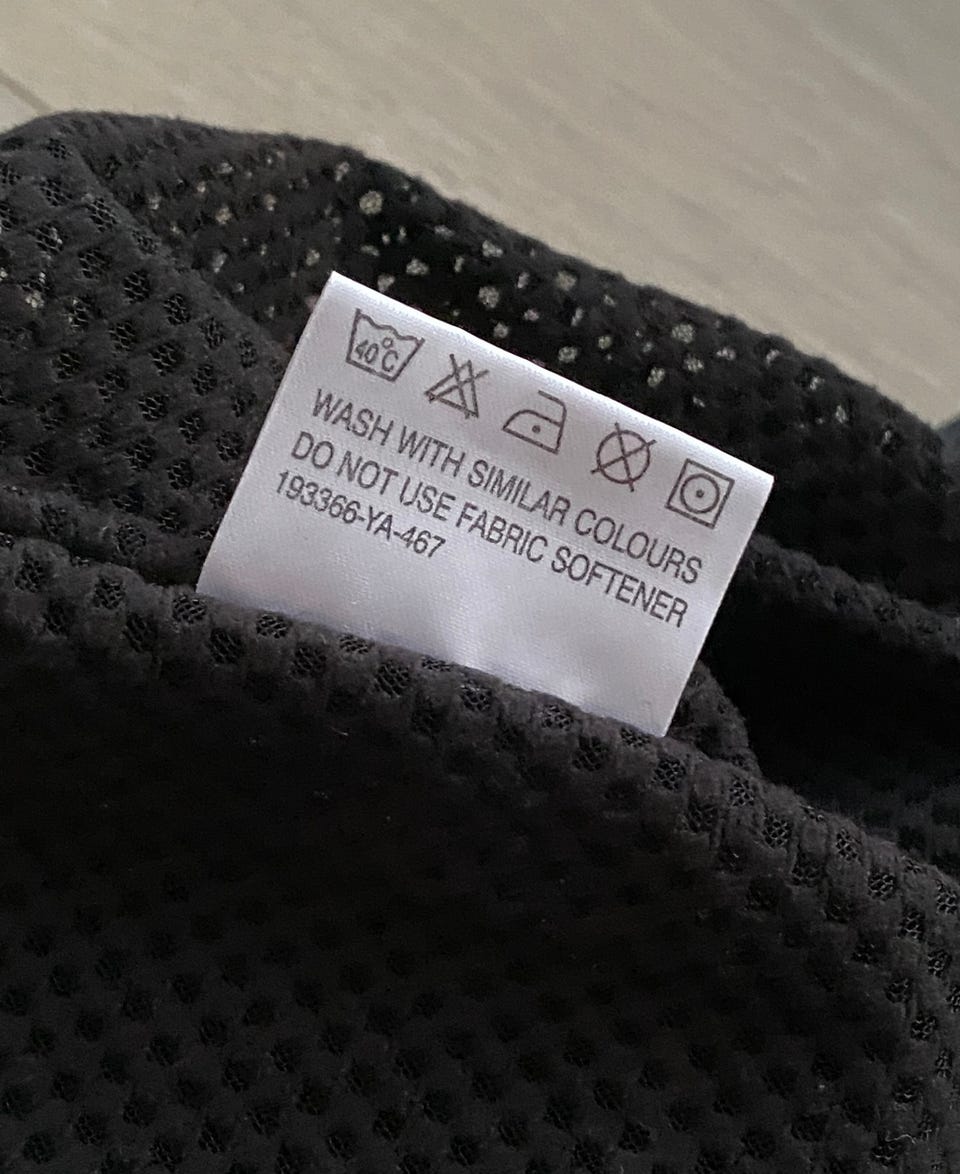 40°C
WASH WITH SIMILAR COLOURS
DO NOT USE FABRIC SOFTENER
193366-YA-467